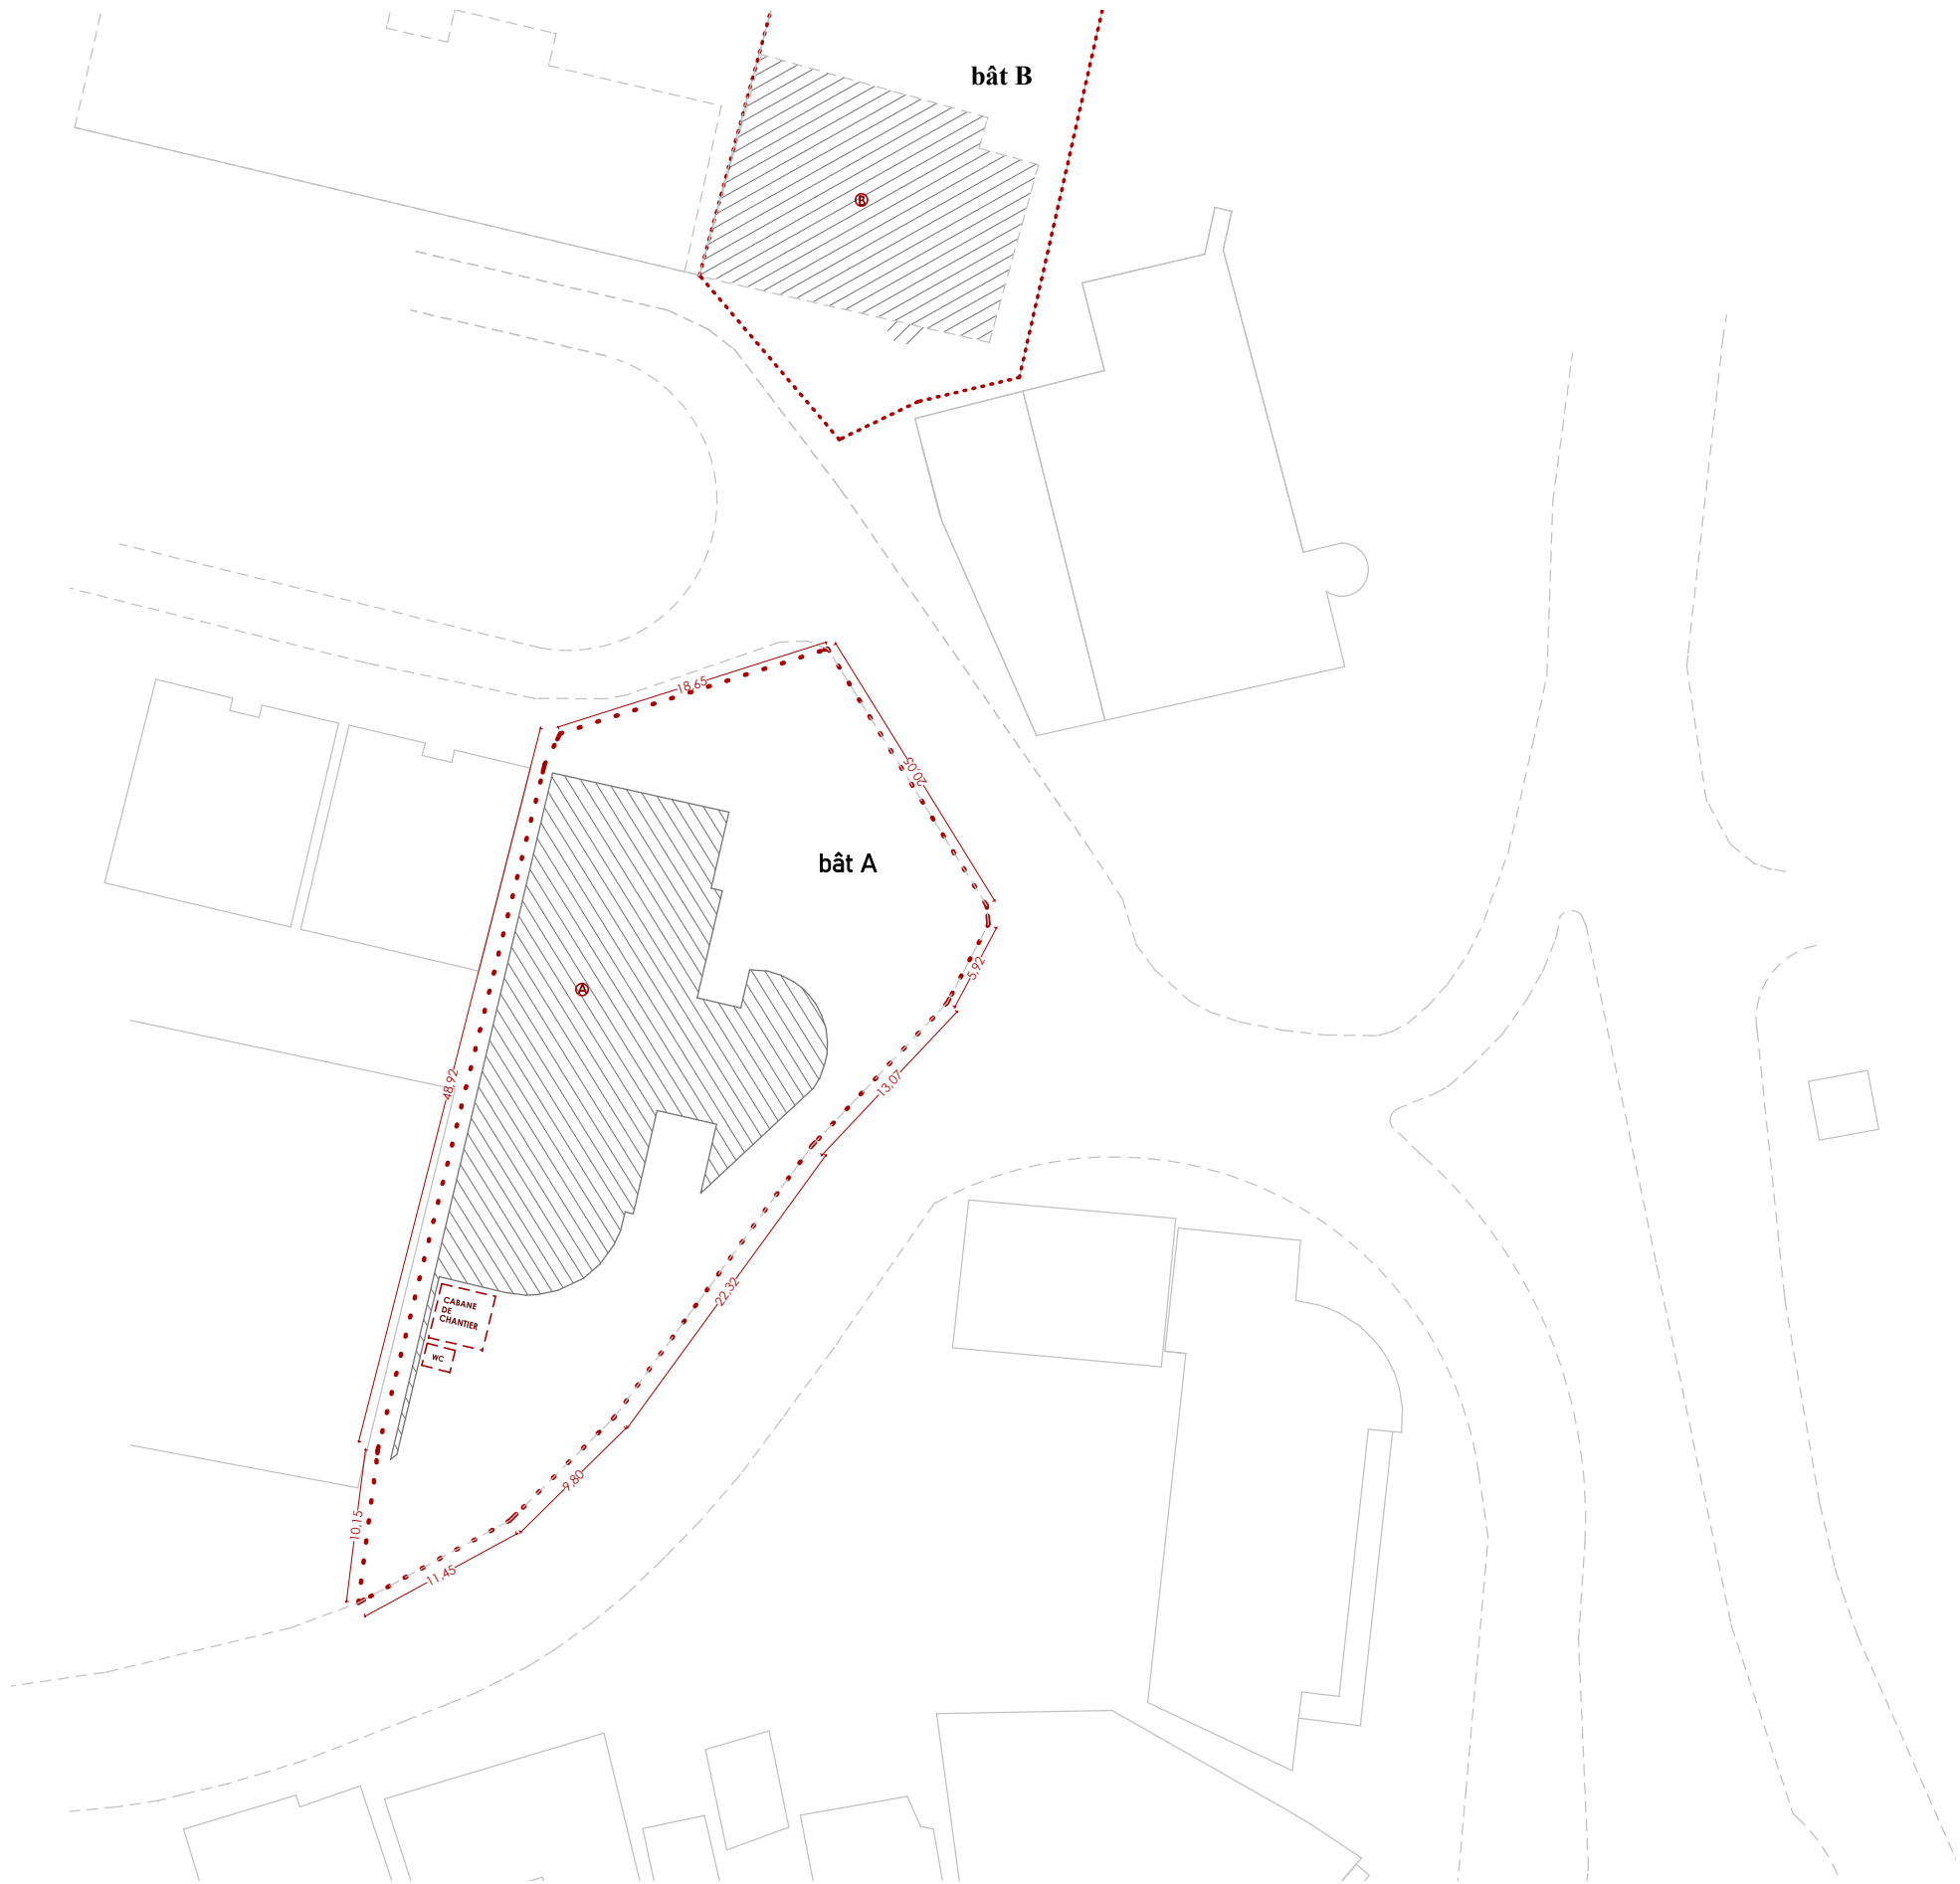 bât B
B
18,65
20,05
bât A
5,92
A
13,07
48,92
22,32
CABANE
DE
CHANTIER
WC
9,80
10,15
11,45